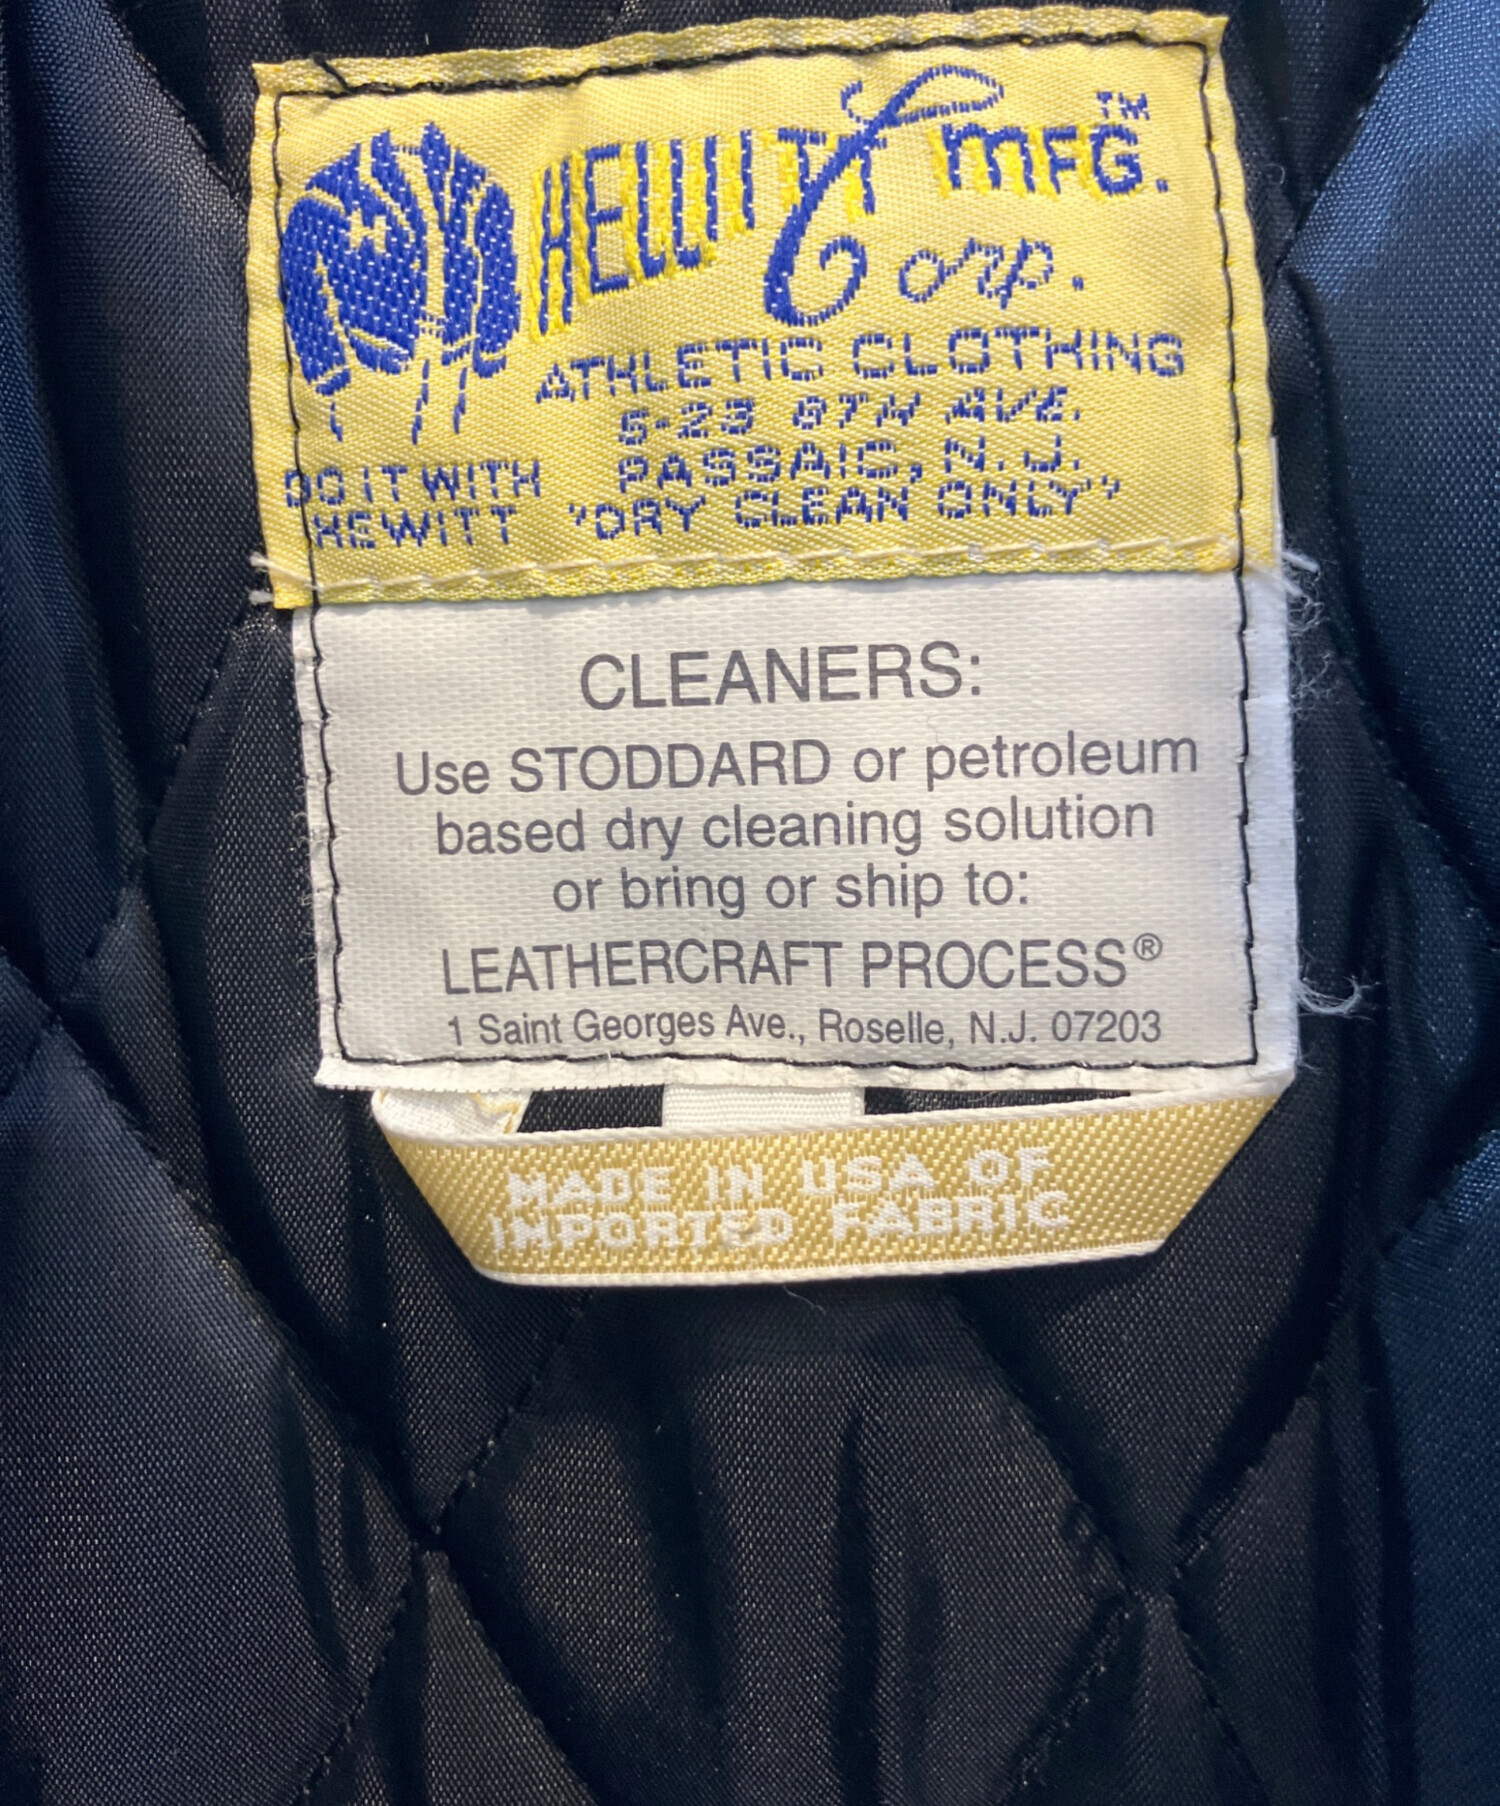 HEWITT MFG.™
Corp.
ATHLETIC CLOTHING
5-23 8TH AVE.
PASSAIC, N.J.
"DRY CLEAN ONLY"
DO IT WITH
HEWITT
CLEANERS:
Use STODDARD or petroleum
based dry cleaning solution
or bring or ship to:
LEATHERCRAFT PROCESS®
1 Saint Georges Ave., Roselle, N.J. 07203
MADE IN USA OF
IMPORTED FABRIC